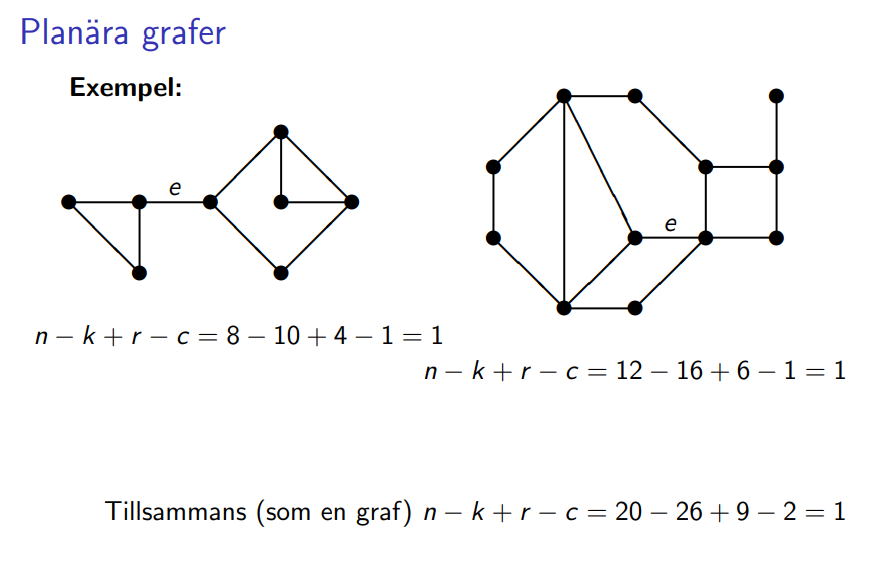 Planära grafer
Exempel:
e
e
n − k + r − c = 8 − 10 + 4 − 1 = 1
n − k + r − c = 12 − 16 + 6 − 1 = 1
Tillsammans (som en graf) n − k + r − c = 20 − 26 + 9 − 2 = 1